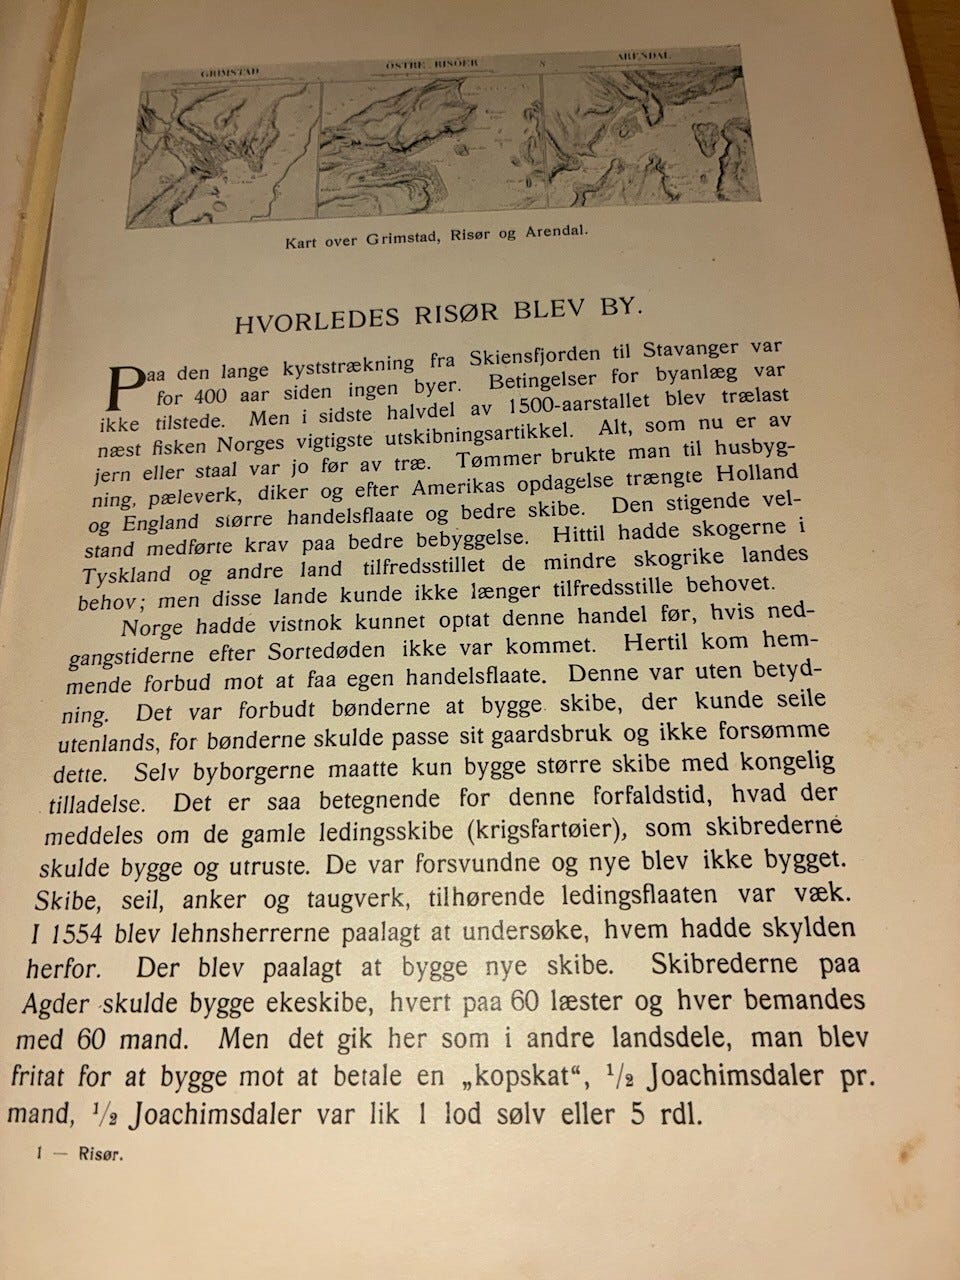 GRIMSTAD
ØSTRE RISOER
ARENDAL
Kart over Grimstad, Risør og Arendal.
HVORLEDES RISØR BLEV BY.
Paa den lange kyststrækning fra Skiensfjorden til Stavanger var
for 400 aar siden ingen byer. Betingelser for byanlæg var
ikke tilstede. Men i sidste halvdel av 1500-aarstallet blev trælast
næst fisken Norges vigtigste utskibningsartikkel. Alt, som nu er av
jern eller staal var jo før av træ. Tømmer brukte man til husbyg-
ning, pæleverk, diker og efter Amerikas opdagelse trængte Holland
og England større handelsflaate og bedre skibe. Den stigende vel-
stand medførte krav paa bedre bebyggelse. Hittil hadde skogerne i
Tyskland og andre land tilfredsstillet de mindre skogrike landes
behov; men disse lande kunde ikke længer tilfredsstille behovet.
Norge hadde vistnok kunnet optat denne handel før, hvis ned-
gangstiderne efter Sortedøden ikke var kommet. Hertil kom hem-
mende forbud mot at faa egen handelsflaate. Denne var uten betyd-
ning. Det var forbudt bønderne at bygge skibe, der kunde seile
utenlands, for bønderne skulde passe sit gaardsbruk og ikke forsømme
dette. Selv byborgerne maatte kun bygge større skibe med kongelig
tilladelse. Det er saa betegnende for denne forfaldstid, hvad der
meddeles om de gamle ledingsskibe (krigsfartøier), som skibrederne
skulde bygge og utruste. De var forsvundne og nye blev ikke bygget.
Skibe, seil, anker og taugverk, tilhørende ledingsflaaten var væk.
I 1554 blev lehnsherrerne paalagt at undersøke, hvem hadde skylden
herfor. Der blev paalagt at bygge nye skibe. Skibrederne paa
Agder skulde bygge ekeskibe, hvert paa 60 læster og hver bemandes
med 60 mand. Men det gik her som i andre landsdele, man blev
fritat for at bygge mot at betale en „kopskat“, 1/2 Joachimsdaler pr.
mand, 1/2 Joachimsdaler var lik 1 lod sølv eller 5 rdl.
1 — Risør.